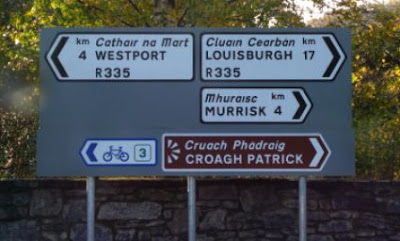 km Cathair na Mart
4 WESTPORT
R335
Cluain Cearbán km
LOUISBURGH 17
R335
Mhuraisc km
MURRISK 4
3
Cruach Phádraig
CROAGH PATRICK